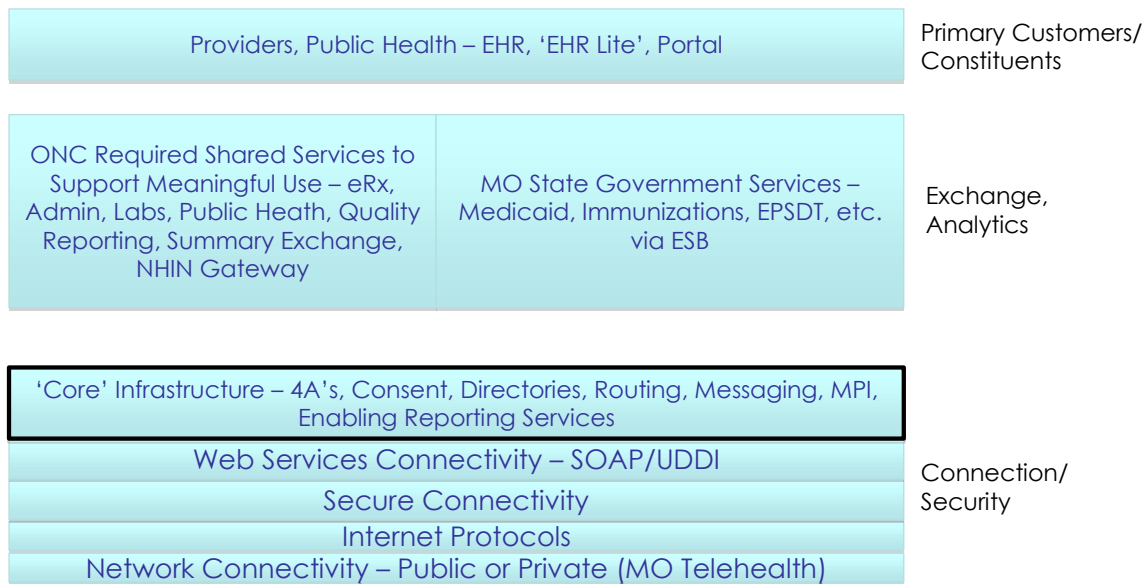 Providers, Public Health – EHR, ‘EHR Lite’, Portal
Primary Customers/
Constituents
ONC Required Shared Services to
Support Meaningful Use – eRx,
Admin, Labs, Public Heath, Quality
Reporting, Summary Exchange,
NHIN Gateway
MO State Government Services –
Medicaid, Immunizations, EPSDT, etc.
via ESB
Exchange,
Analytics
‘Core’ Infrastructure – 4A’s, Consent, Directories, Routing, Messaging, MPI,
Enabling Reporting Services
Web Services Connectivity – SOAP/UDDI
Secure Connectivity
Internet Protocols
Network Connectivity – Public or Private (MO Telehealth)
Connection/
Security